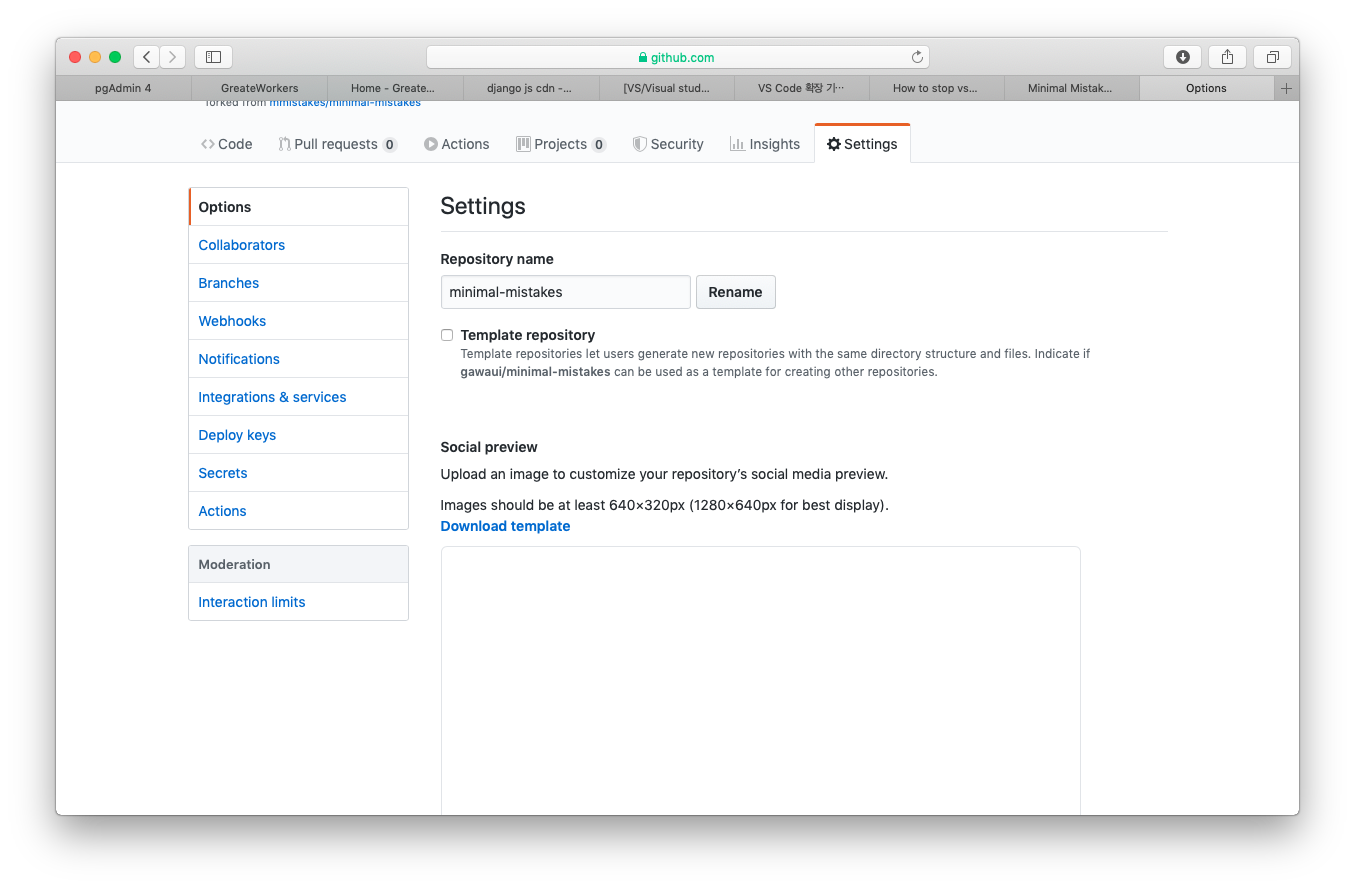 github.com
pgAdmin 4
GreateWorkers
Home - Greate...
django js cdn -...
[VS/Visual stud...
VS Code 확장 기…
How to stop vs...
Minimal Mistak...
Options
forked from mmistakes/minimal-mistakes
Code
Pull requests 0
Actions
Projects 0
Security
Insights
Settings
Options
Collaborators
Branches
Webhooks
Notifications
Integrations & services
Deploy keys
Secrets
Actions
Moderation
Interaction limits
Settings
Repository name
minimal-mistakes
Rename
Template repository
Template repositories let users generate new repositories with the same directory structure and files. Indicate if
gawaui/minimal-mistakes can be used as a template for creating other repositories.
Social preview
Upload an image to customize your repository’s social media preview.
Images should be at least 640×320px (1280×640px for best display).
Download template